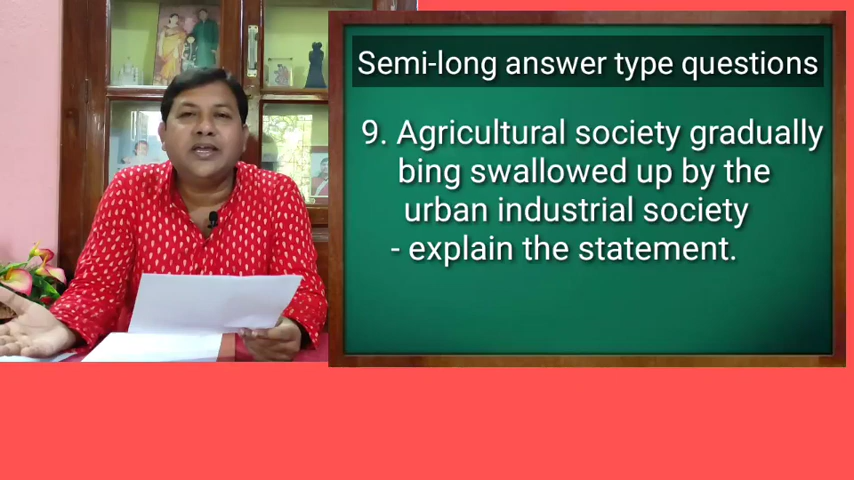 Semi-long answer type questions
9. Agricultural society gradually
bing swallowed up by the
urban industrial society
- explain the statement.